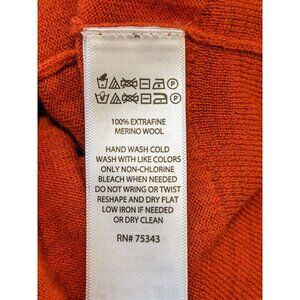 100% EXTRAFINE
MERINO WOOL
HAND WASH COLD
WASH WITH LIKE COLORS
ONLY NON-CHLORINE
BLEACH WHEN NEEDED
DO NOT WRING OR TWIST
RESHAPE AND DRY FLAT
LOW IRON IF NEEDED
OR DRY CLEAN
RN# 75343